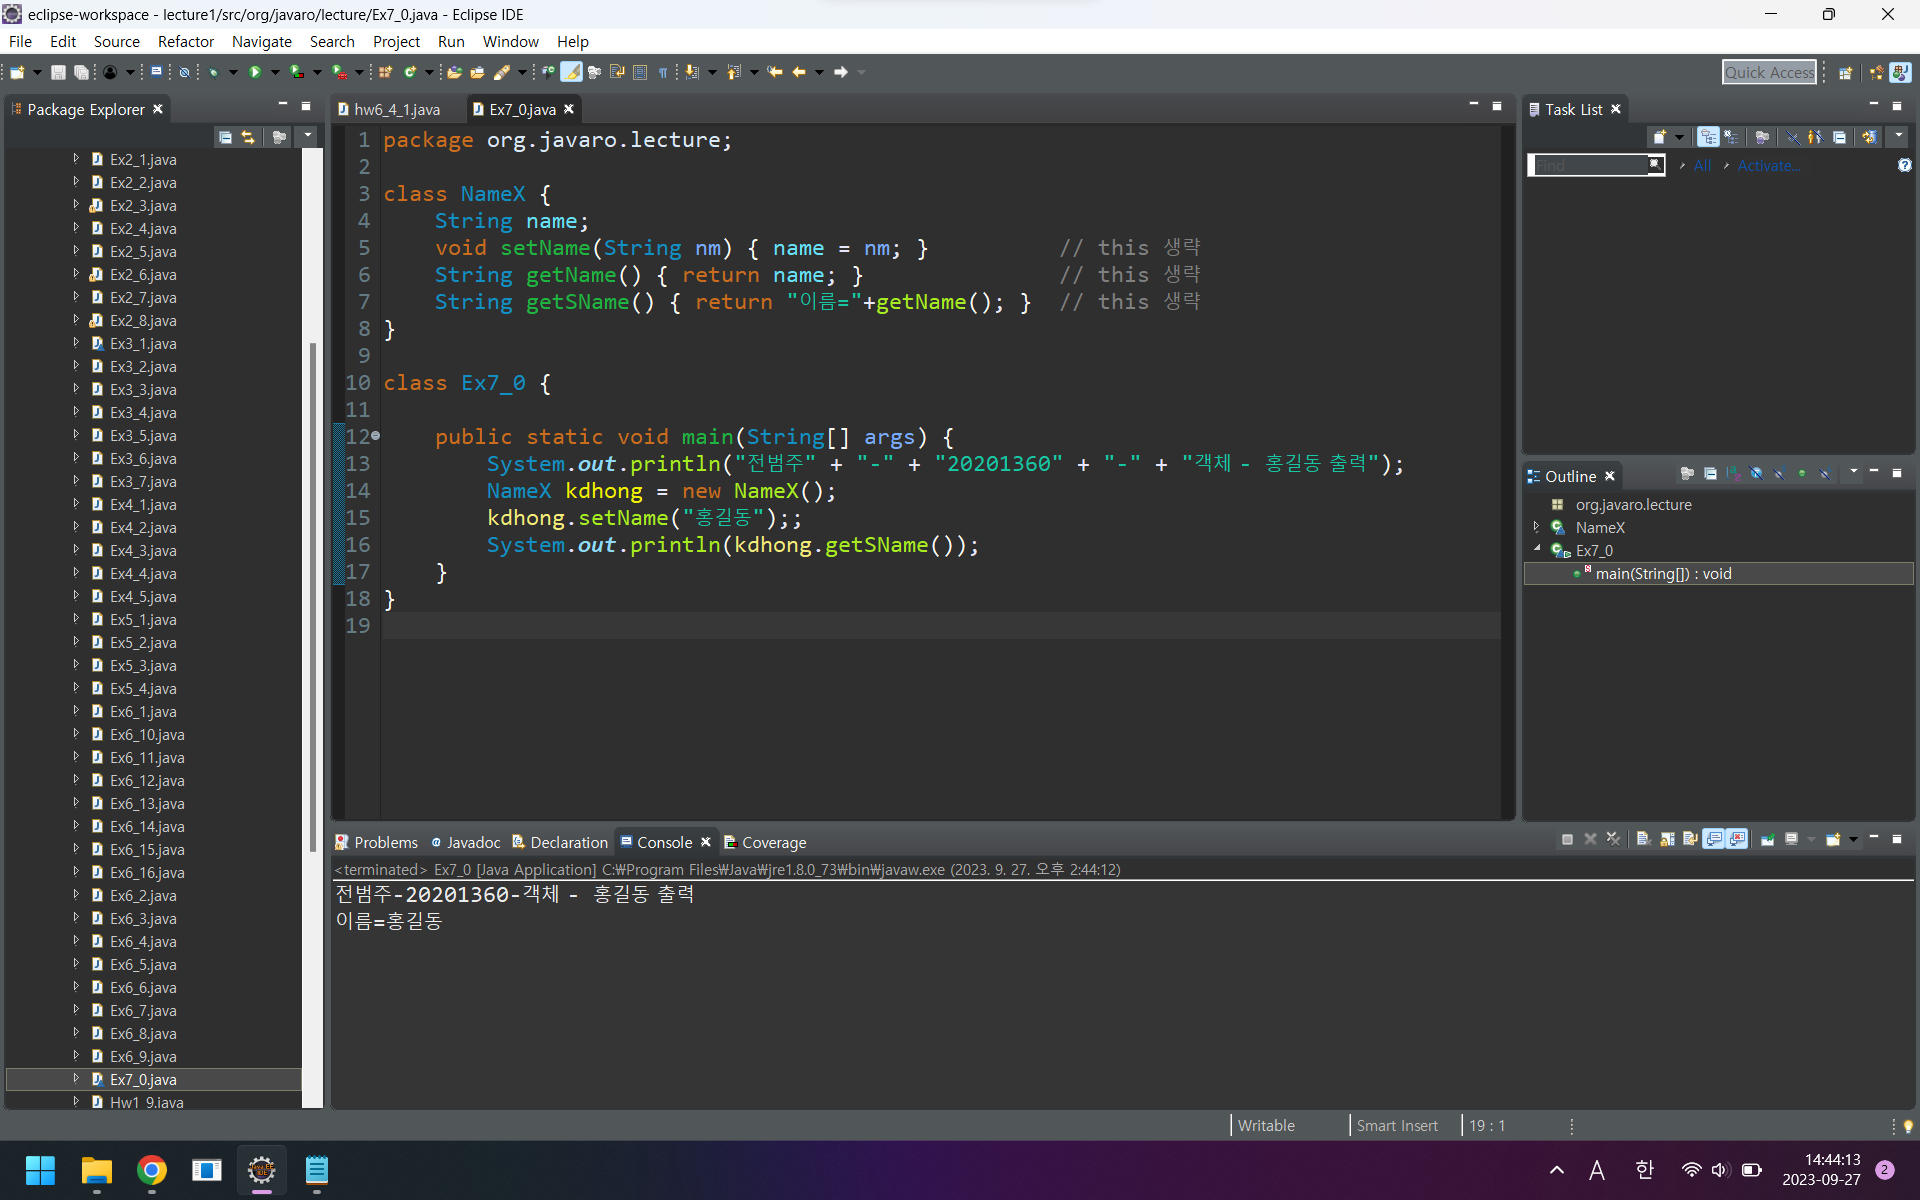 eclipse-workspace - lecture1/src/org/javaro/lecture/Ex7_0.java - Eclipse IDE
File Edit Source Refactor Navigate Search Project Run Window Help
Quick Access
Package Explorer
Ex2_1.java
Ex2_2.java
Ex2_3.java
Ex2_4.java
Ex2_5.java
Ex2_6.java
Ex2_7.java
Ex2_8.java
Ex3_1.java
Ex3_2.java
Ex3_3.java
Ex3_4.java
Ex3_5.java
Ex3_6.java
Ex3_7.java
Ex4_1.java
Ex4_2.java
Ex4_3.java
Ex4_4.java
Ex4_5.java
Ex5_1.java
Ex5_2.java
Ex5_3.java
Ex5_4.java
Ex6_1.java
Ex6_10.java
Ex6_11.java
Ex6_12.java
Ex6_13.java
Ex6_14.java
Ex6_15.java
Ex6_16.java
Ex6_2.java
Ex6_3.java
Ex6_4.java
Ex6_5.java
Ex6_6.java
Ex6_7.java
Ex6_8.java
Ex6_9.java
Ex7_0.java
Hw1_9.java
hw6_4_1.java Ex7_0.java
1 package org.javaro.lecture;
2
3 class NameX {
4 String name;
5 void setName(String nm) { name = nm; } // this 생략
6 String getName() { return name; } // this 생략
7 String getSName() { return "이름="+getName(); } // this 생략
8 }
9
10 class Ex7_0 {
11
12 public static void main(String[] args) {
13 System.out.println("전범주" + "-" + "20201360" + "-" + "객체 - 홍길동 출력");
14 NameX kdhong = new NameX();
15 kdhong.setName("홍길동");;
16 System.out.println(kdhong.getSName());
17 }
18 }
19
Task List
Find All Activate...
Outline
org.javaro.lecture
NameX
Ex7_0
main(String[]) : void
Problems Javadoc Declaration Console Coverage
<terminated> Ex7_0 [Java Application] C:₩Program Files₩Java₩jre1.8.0_73₩bin₩javaw.exe (2023. 9. 27. 오후 2:44:12)
전범주-20201360-객체 - 홍길동 출력
이름=홍길동
Writable Smart Insert 19 : 1
A 한 14:44:13 2
2023-09-27